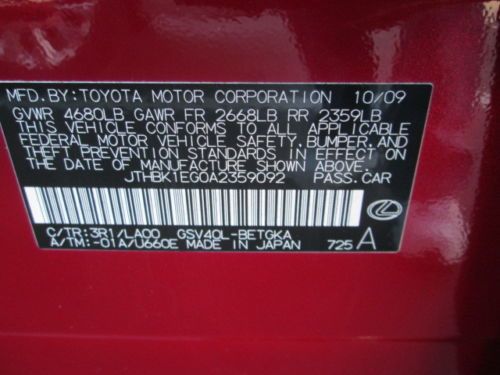 MFD.BY:TOYOTA MOTOR CORPORATION 10/09
GVWR 4680LB GAWR FR 2668LB RR 2359LB
THIS VEHICLE CONFORMS TO ALL APPLICABLE
FEDERAL MOTOR VEHICLE SAFETY,BUMPER,AND
THEFT PREVENTION STANDARDS IN EFFECT ON
THE DATE OF MANUFACTURE SHOWN ABOVE.
JTHBK1EG0A2359092 PASS.CAR
C/TR:3R1/LA00 GSV40L-BETGKA
A/TM:-01A/U660E MADE IN JAPAN 725 A